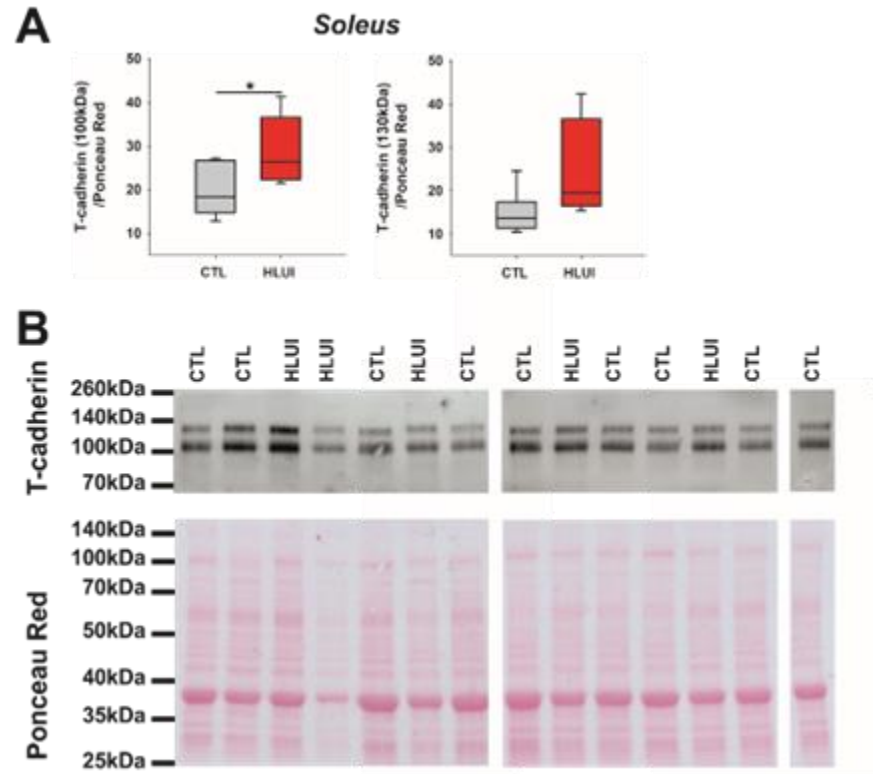 A
Soleus
T-cadherin (100kDa)
/Ponceau Red
50
40
30
20
10
*
CTL HLUI
T-cadherin (130kDa)
/Ponceau Red
50
40
30
20
10
CTL HLUI
B
CTL CTL HLUI HLUI CTL HLUI CTL CTL HLUI CTL CTL HLUI CTL CTL
T-cadherin
260kDa
140kDa
100kDa
70kDa
Ponceau Red
140kDa
100kDa
70kDa
50kDa
40kDa
35kDa
25kDa